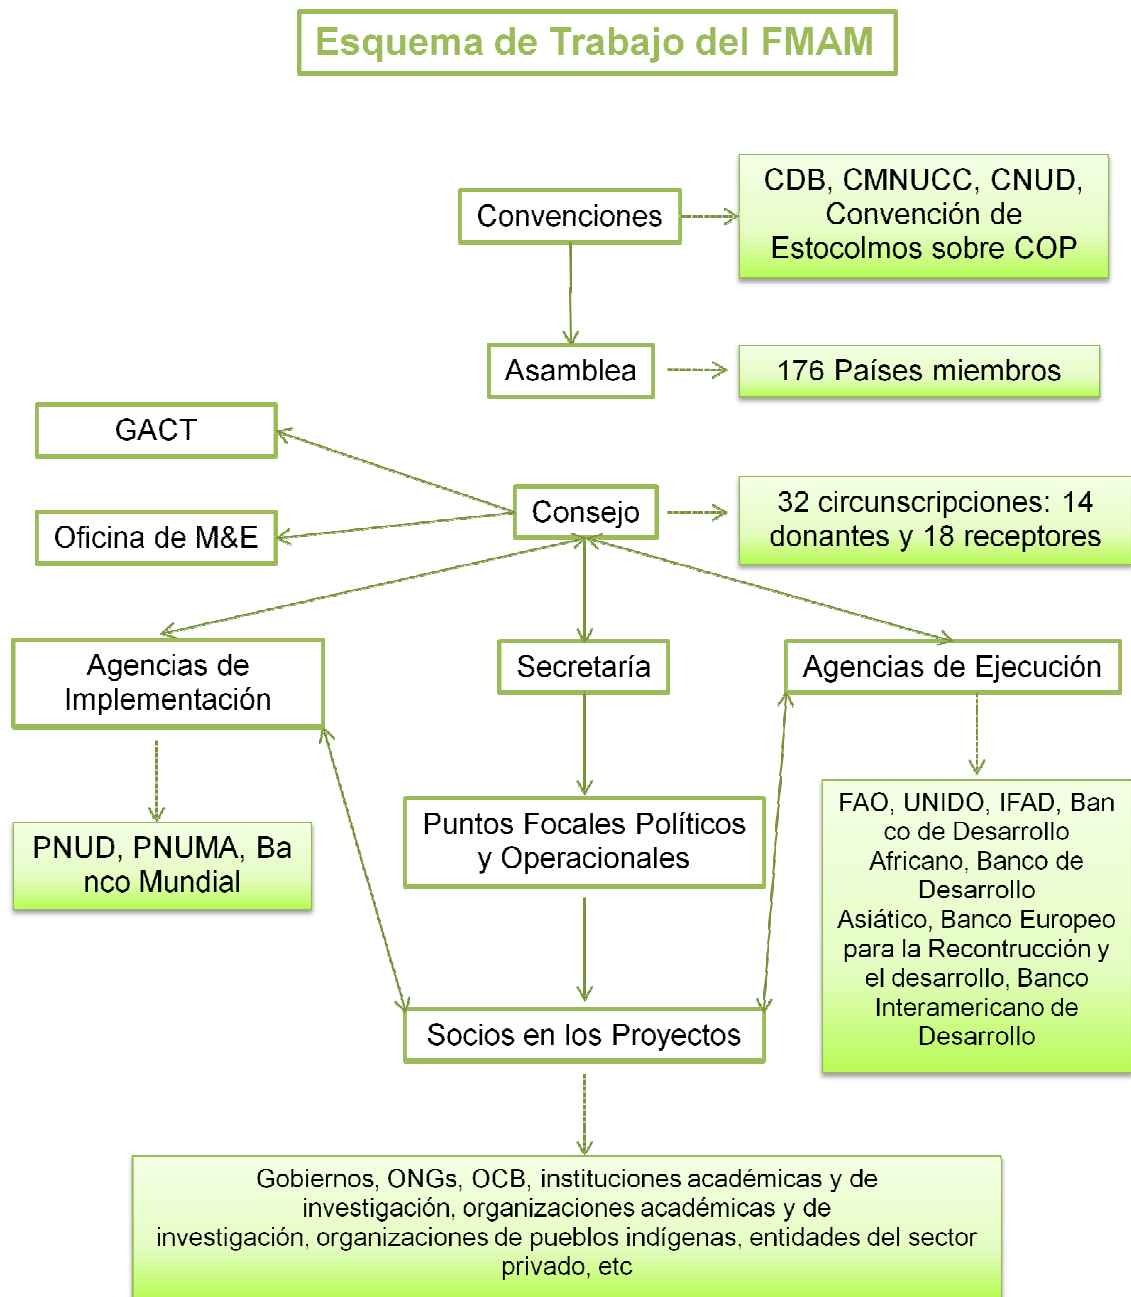 Esquema de Trabajo del FMAM
Convenciones
CDB, CMNUCC, CNUD,
Convención de
Estocolmos sobre COP
Asamblea
176 Países miembros
GACT
Consejo
32 circunscripciones: 14
donantes y 18 receptores
Oficina de M&E
Agencias de
Implementación
Secretaría
Agencias de Ejecución
PNUD, PNUMA, Ba
nco Mundial
Puntos Focales Políticos
y Operacionales
FAO, UNIDO, IFAD, Ban
co de Desarrollo
Africano, Banco de
Desarrollo
Asiático, Banco Europeo
para la Recontrucción y
el desarrollo, Banco
Interamericano de
Desarrollo
Socios en los Proyectos
Gobiernos, ONGs, OCB, instituciones académicas y de
investigación, organizaciones académicas y de
investigación, organizaciones de pueblos indígenas, entidades del sector
privado, etc